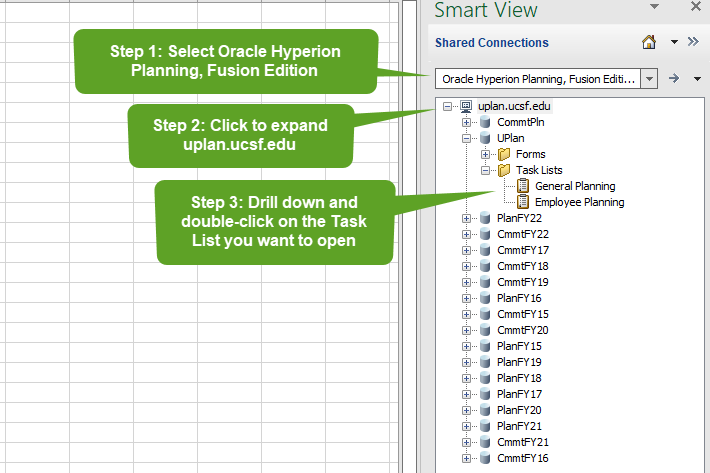 Smart View
Shared Connections
Step 1: Select Oracle Hyperion
Planning, Fusion Edition
Oracle Hyperion Planning, Fusion Editi...
Step 2: Click to expand
uplan.ucsf.edu
uplan.ucsf.edu
CommtPln
UPlan
Forms
Task Lists
Step 3: Drill down and
double-click on the Task
List you want to open
General Planning
Employee Planning
PlanFY22
CmmtFY22
CmmtFY17
CmmtFY18
CmmtFY19
PlanFY16
CmmtFY15
CmmtFY20
PlanFY15
PlanFY19
PlanFY18
PlanFY17
PlanFY20
PlanFY21
CmmtFY21
CmmtFY16